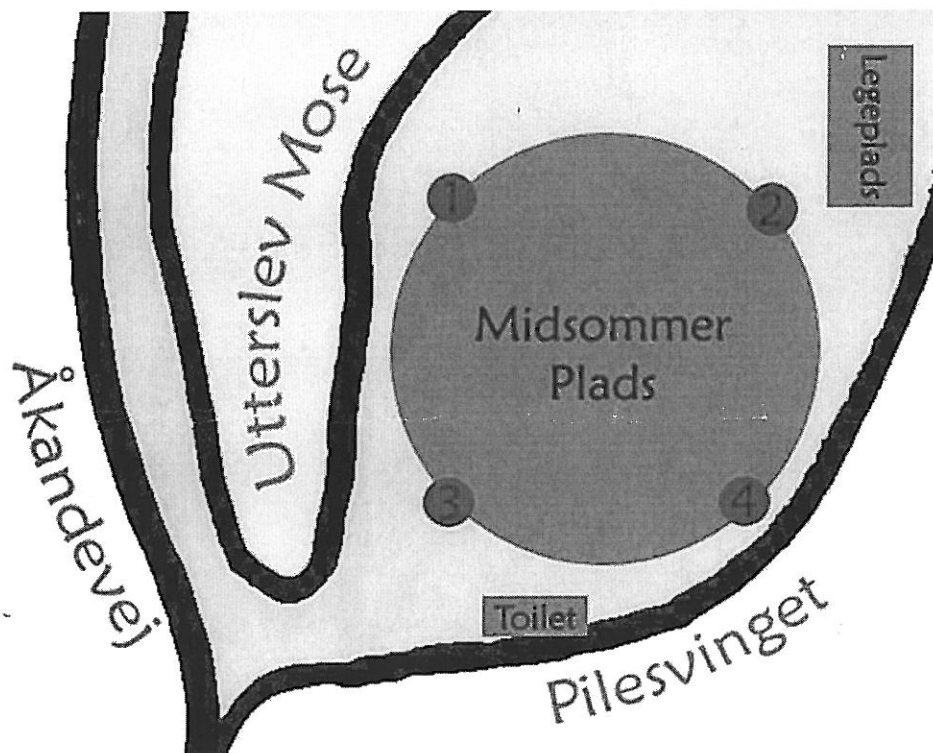 Utterslev Mose
Legeplads
1
2
Midsommer
Plads
Åkandevej
3
4
Toilet
Pilesvinget